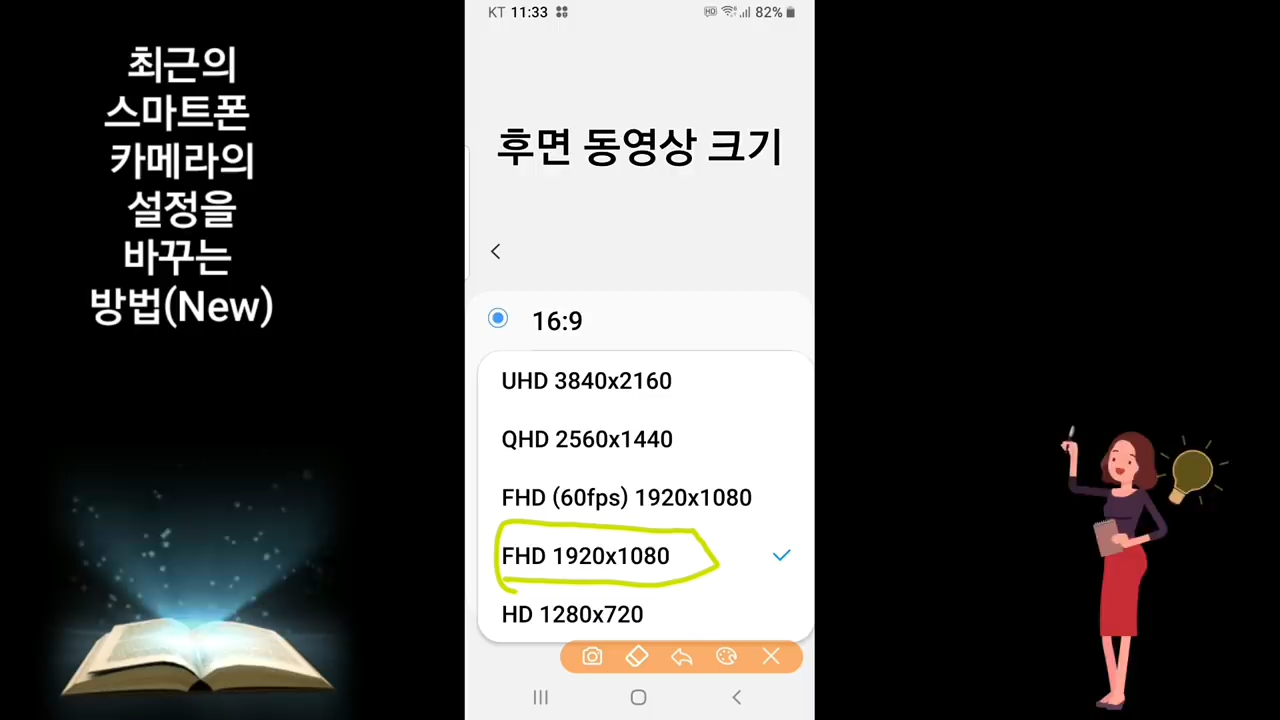 최근의
스마트폰
카메라의
설정을
바꾸는
방법(New)
KT 11:33
82%
후면 동영상 크기
16:9
UHD 3840x2160
QHD 2560x1440
FHD (60fps) 1920x1080
FHD 1920x1080
HD 1280x720